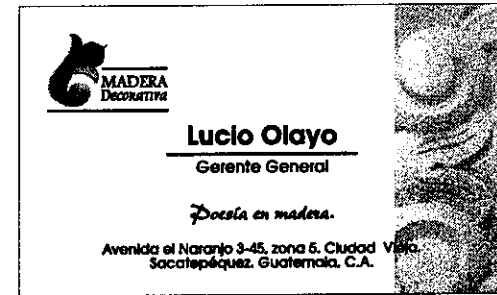 MADERA
Decorativa
Lucio Olayo
Gerente General
Poesía en madera.
Avenida el Naranjo 3-45, zona 5. Ciudad Vieja.
Sacatepéquez. Guatemala, C.A.